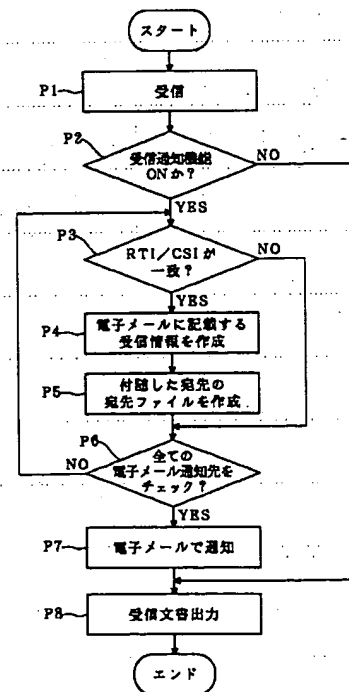 スタート
P1
受信
P2
受信通知機能
ONか?
NO
YES
P3
RTI/CSIが
一致?
NO
YES
P4
電子メールに記載する
受信情報を作成
P5
付随した宛先の
宛先ファイルを作成
P6
全ての
電子メール通知先を
チェック?
NO
YES
P7
電子メールで通知
P8
受信文容出力
エンド